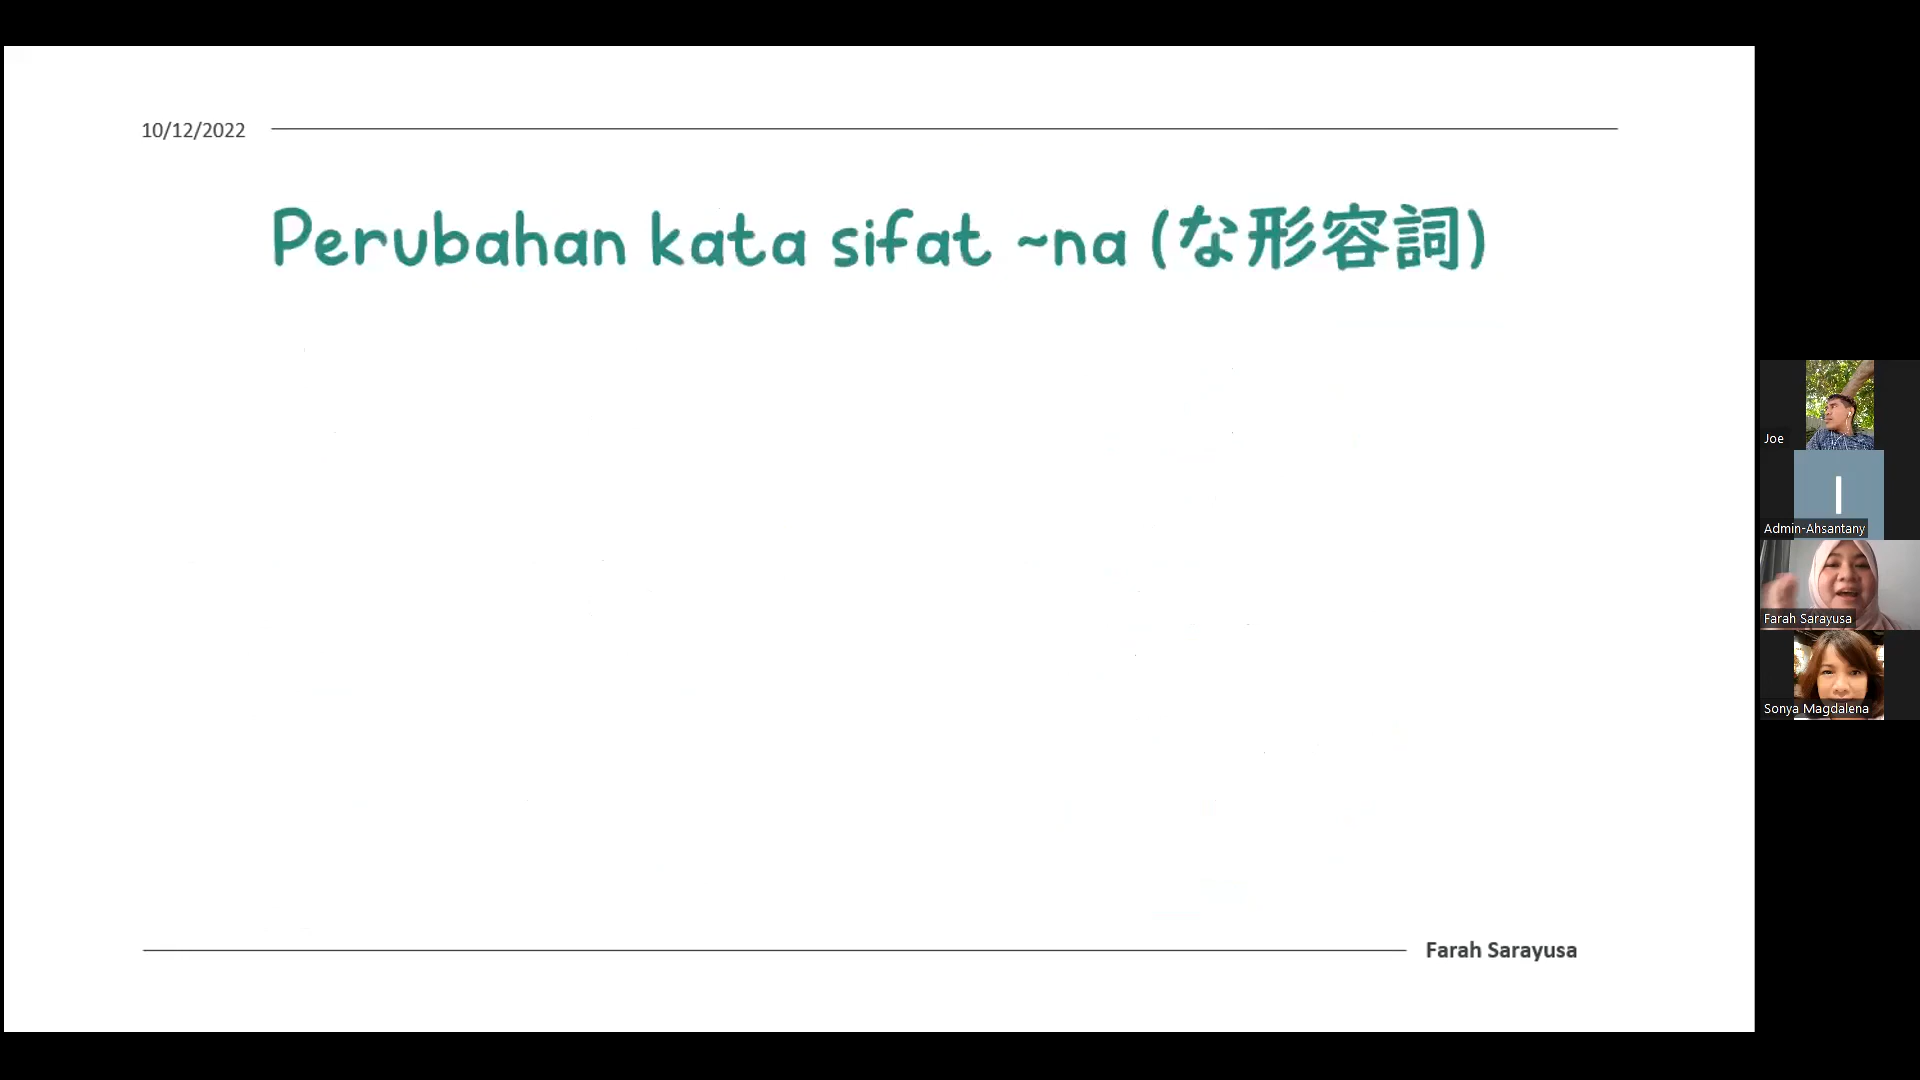 10/12/2022
Perubahan kata sifat ~na (な形容詞)
Joe
I
Admin-Ahsantany
Farah Sarayusa
Sonya Magdalena
Farah Sarayusa